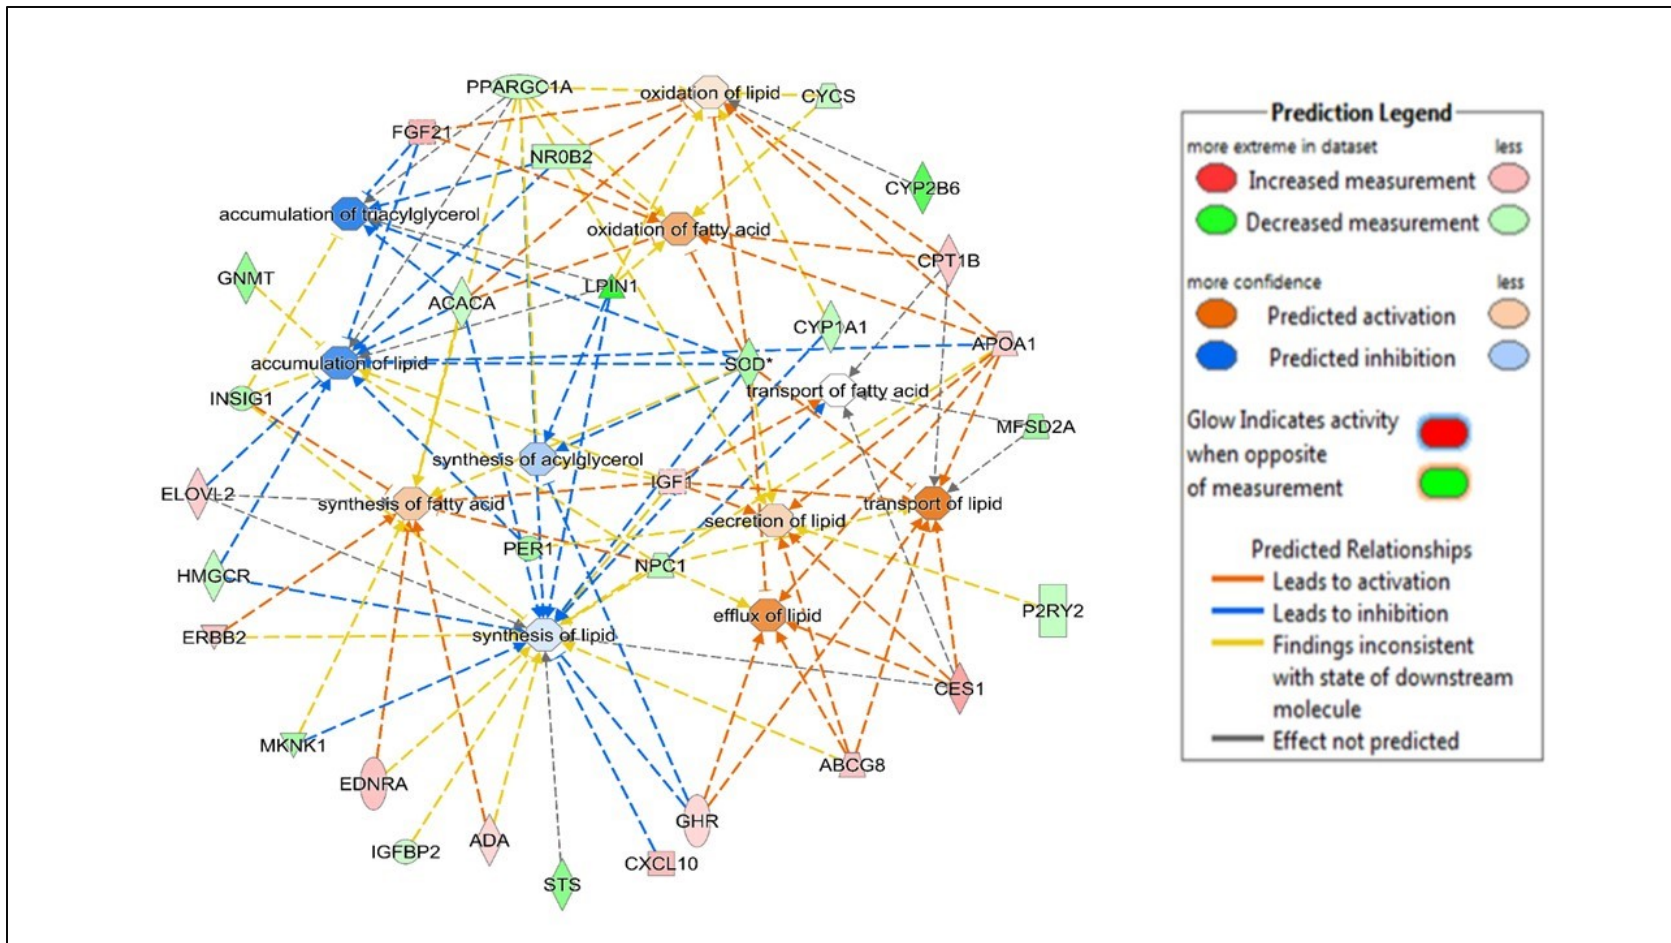 PPARGC1A
oxidation of lipid
CYCS
FGF21
NR0B2
CYP2B6
accumulation of triacylglycerol
oxidation of fatty acid
CPT1B
GNMT
LPIN1
ACACA
CYP1A1
APOA1
accumulation of lipid
SCD*
transport of fatty acid
INSIG1
MFSD2A
synthesis of acylglycerol
IGF1
ELOVL2
synthesis of fatty acid
transport of lipid
secretion of lipid
PER1
NPC1
HMGCR
P2RY2
efflux of lipid
ERBB2
synthesis of lipid
CES1
MKNK1
ABCG8
EDNRA
GHR
ADA
IGFBP2
CXCL10
STS
Prediction Legend
more extreme in dataset less
Increased measurement
Decreased measurement
more confidence less
Predicted activation
Predicted inhibition
Glow Indicates activity
when opposite
of measurement
Predicted Relationships
Leads to activation
Leads to inhibition
Findings inconsistent
with state of downstream
molecule
Effect not predicted